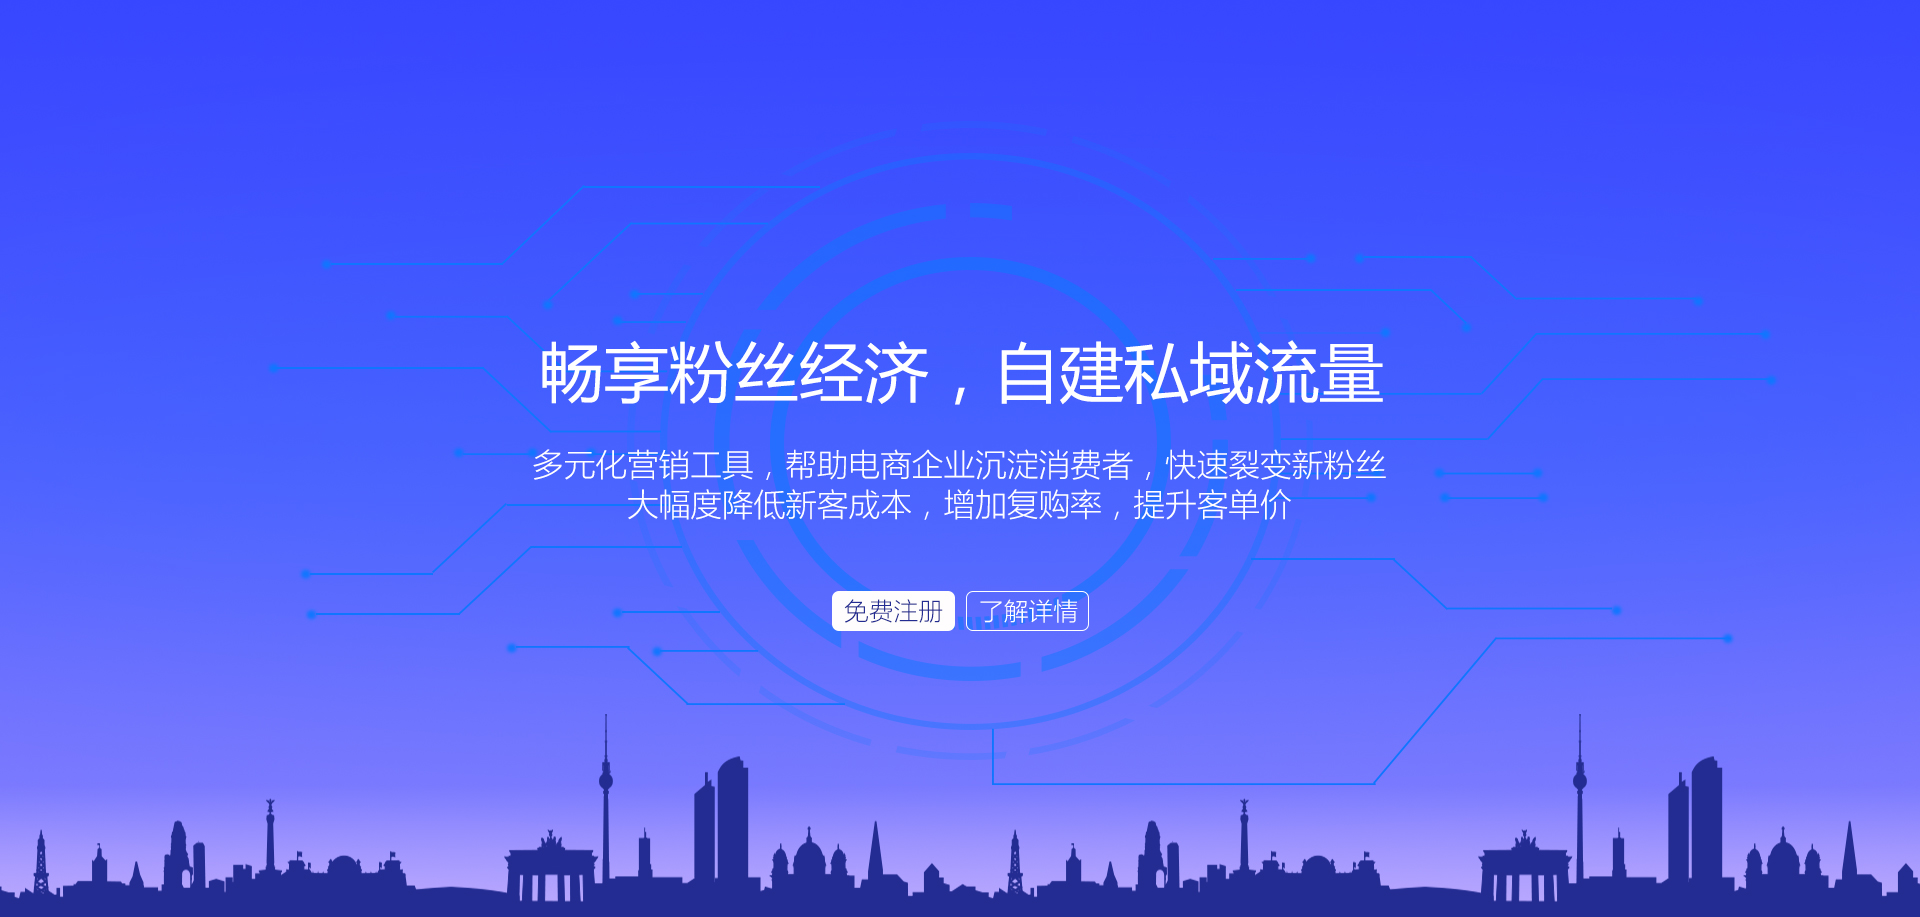 畅享粉丝经济，自建私域流量
多元化营销工具，帮助电商企业沉淀消费者，快速裂变新粉丝
大幅度降低新客成本，增加复购率，提升客单价
免费注册 了解详情